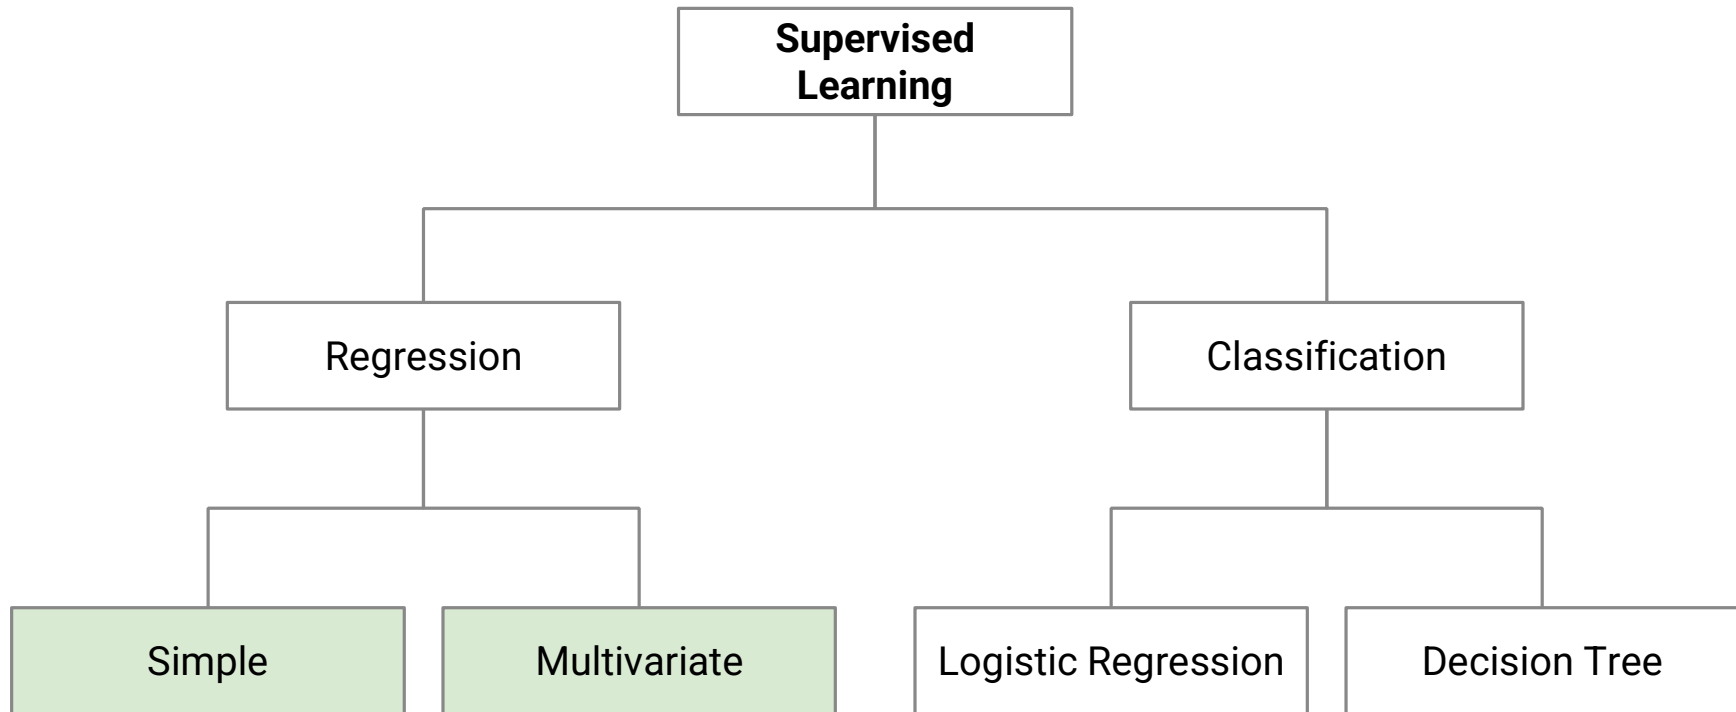 Supervised
Learning
Regression
Classification
Simple
Multivariate
Logistic Regression
Decision Tree